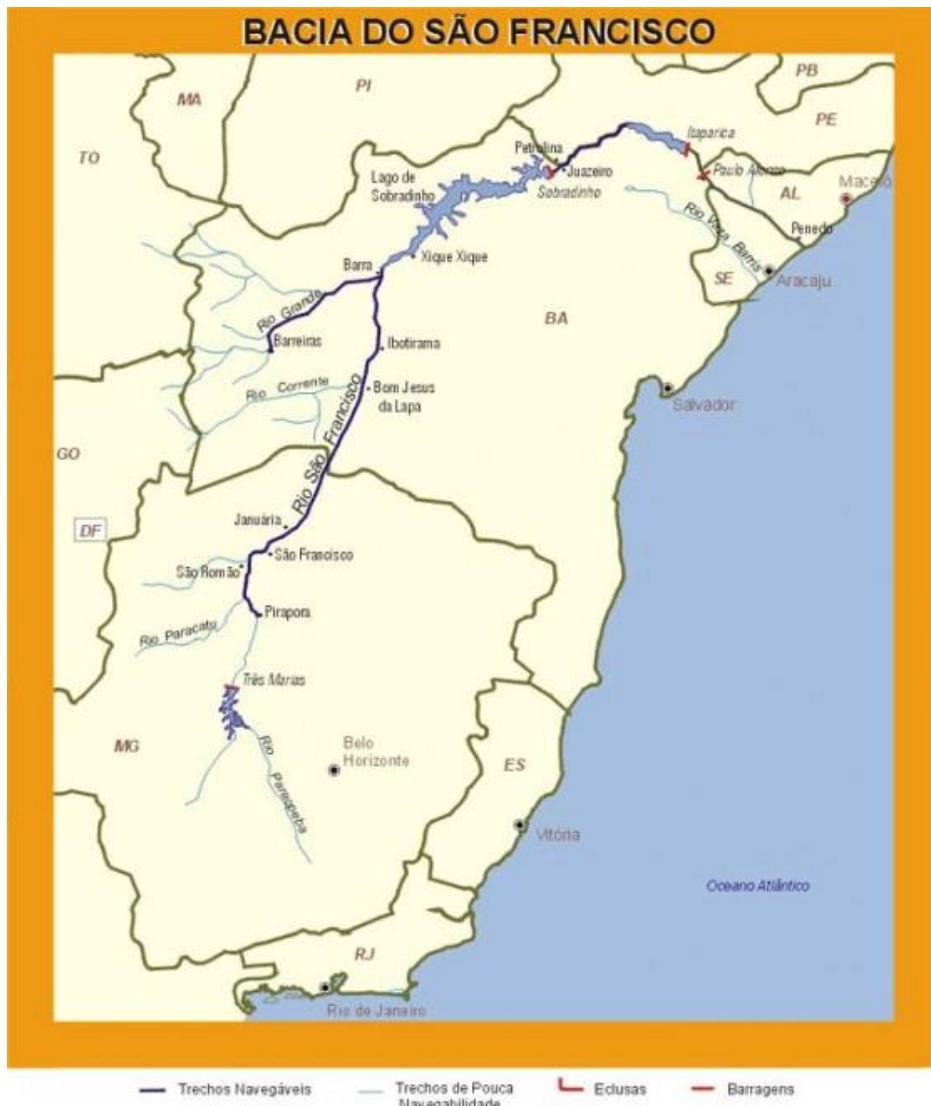 BACIA DO SÃO FRANCISCO
PB
PI
MA
PE
Itaparica
TO
Petrolina
Juazeiro
Paulo Afonso
Lago de
Sobradinho
Sobradinho
AL
Maceió
Rio Vaza Barris
Penedo
Xique Xique
Barra
SE
Aracaju
Rio Grande
BA
Barreiras
Ibotirama
Rio Corrente
Bom Jesus
da Lapa
Salvador
Rio São Francisco
GO
Januária
DF
São Francisco
São Romão
Pirapora
Rio Paracatu
Três Marias
MG
Belo
Horizonte
Rio Paraopeba
ES
Vitória
Oceano Atlântico
RJ
Rio de Janeiro
Trechos Navegáveis
Trechos de Pouca
Navegabilidade
Eclusas
Barragens